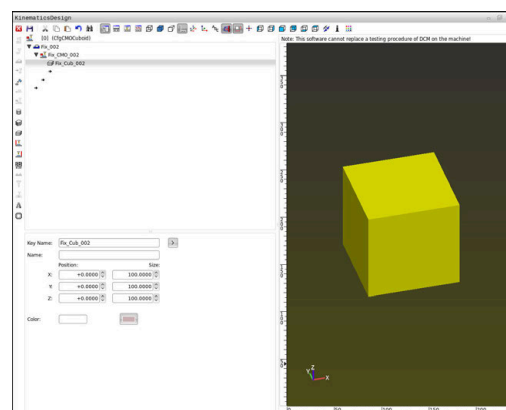 KinematicsDesign
[0] (CfgCMOCuboid)
Fix_002
Fix_CMO_002
Fix_Cub_002
Note: This software cannot replace a testing procedure of DCM on the machine!
Key Name: Fix_Cub_002 >
Name:
Position: Size:
X: +0.0000 100.0000
Y: +0.0000 100.0000
Z: +0.0000 100.0000
Color:
Z
Y X